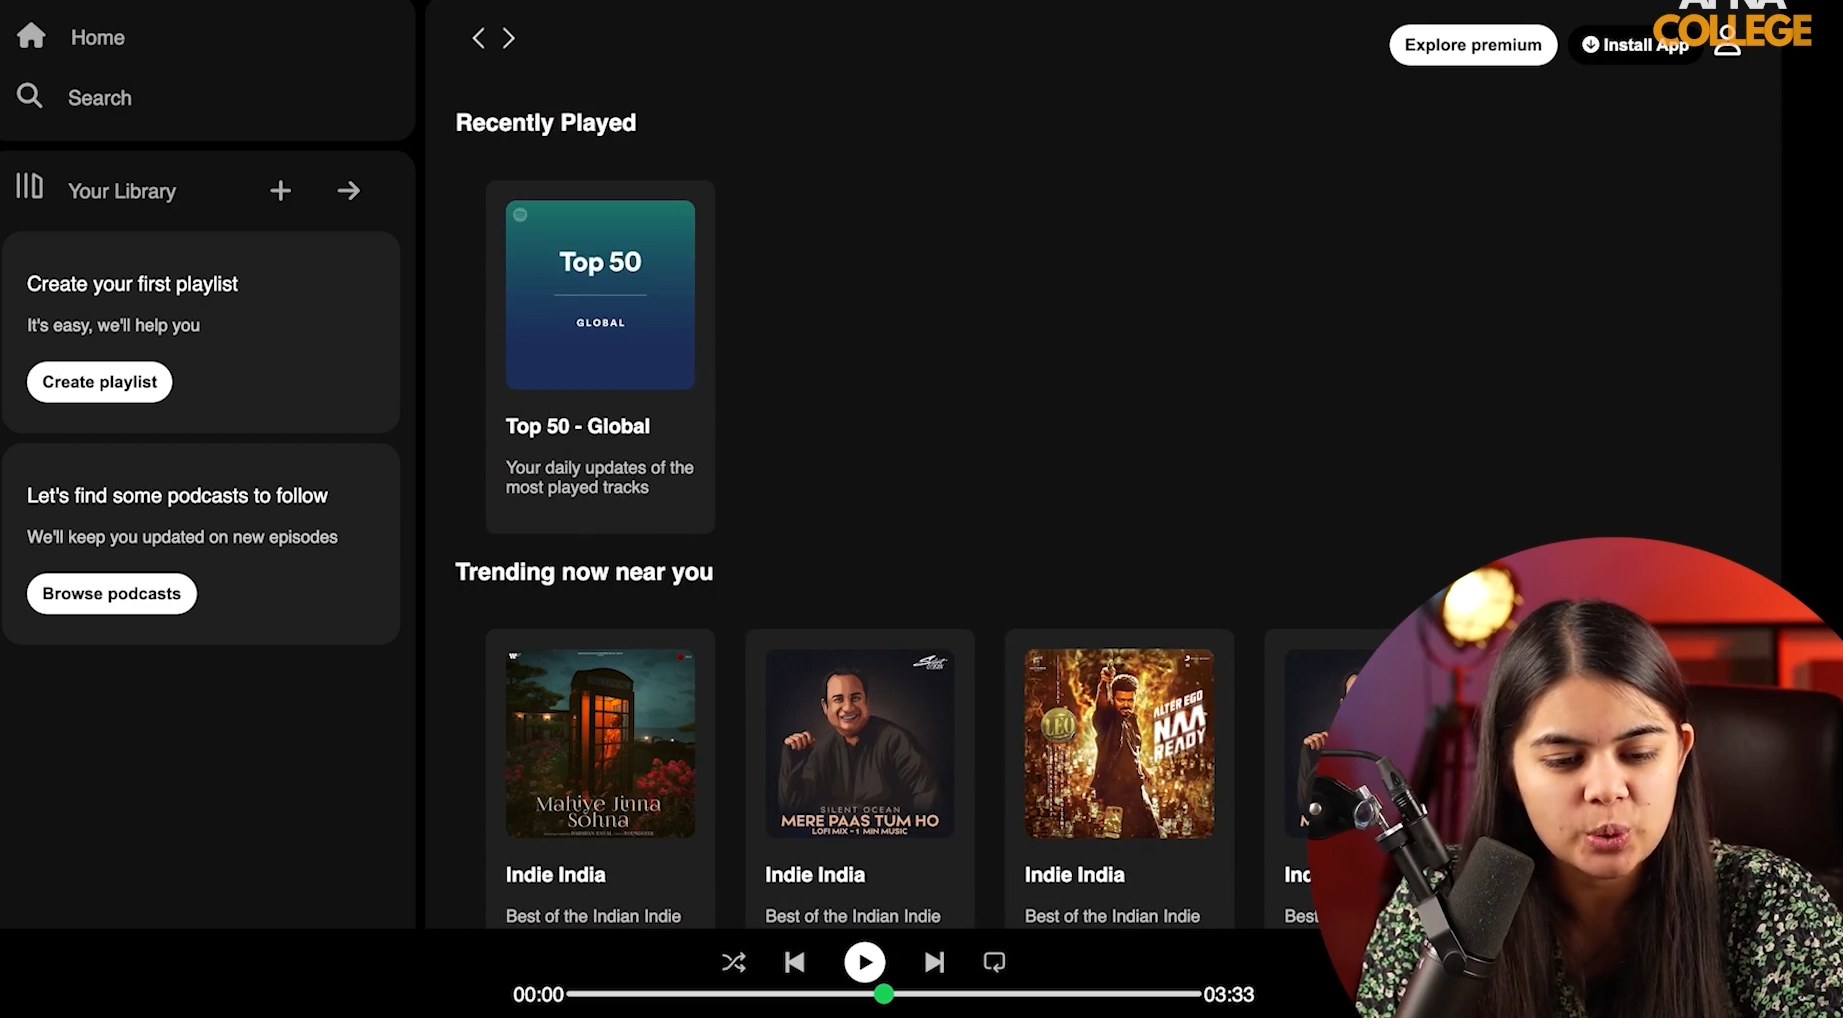 Home
Search
Your Library
Create your first playlist
It's easy, we'll help you
Create playlist
Let's find some podcasts to follow
We'll keep you updated on new episodes
Browse podcasts
COLLEGE
Explore premium
Install App
Recently Played
Top 50
GLOBAL
Top 50 - Global
Your daily updates of the
most played tracks
Trending now near you
Mahiye Jinna
Sohna
Indie India
Best of the Indian Indie
Silent
Ocean
SILENT OCEAN
MERE PAAS TUM HO
LOFI MIX - 1 MIN MUSIC
Indie India
Best of the Indian Indie
LEO
ALTER EGO
NAA
READY
Indie India
Best of the Indian Indie
Best
00:00
03:33